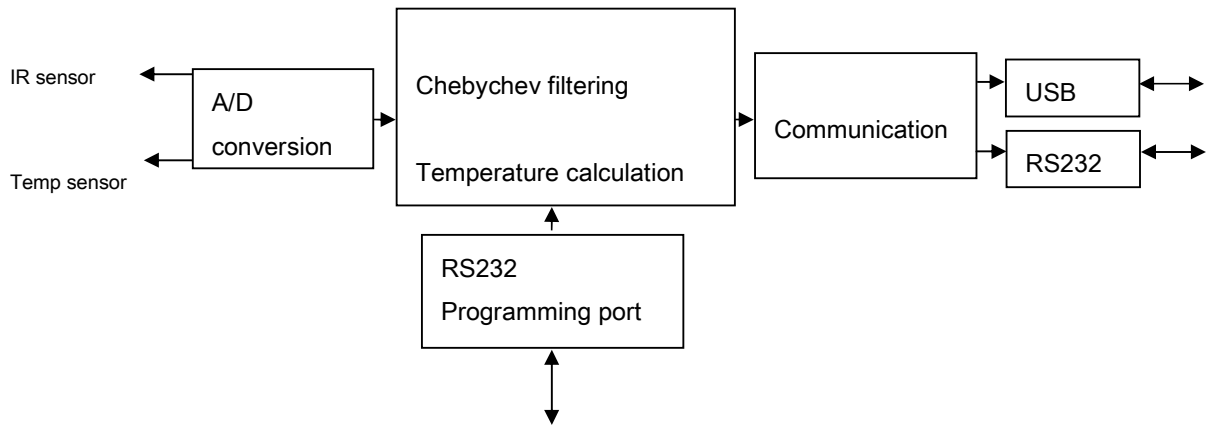 IR sensor
Temp sensor
A/D
conversion
Chebychev filtering
Temperature calculation
RS232
Programming port
Communication
USB
RS232